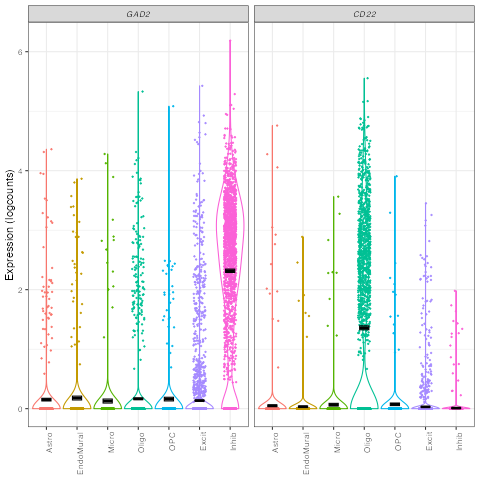 GAD2 CD22
Expression (logcounts)
6
4
2
0
Astro EndoMural Micro Oligo OPC Excit Inhib Astro EndoMural Micro Oligo OPC Excit Inhib